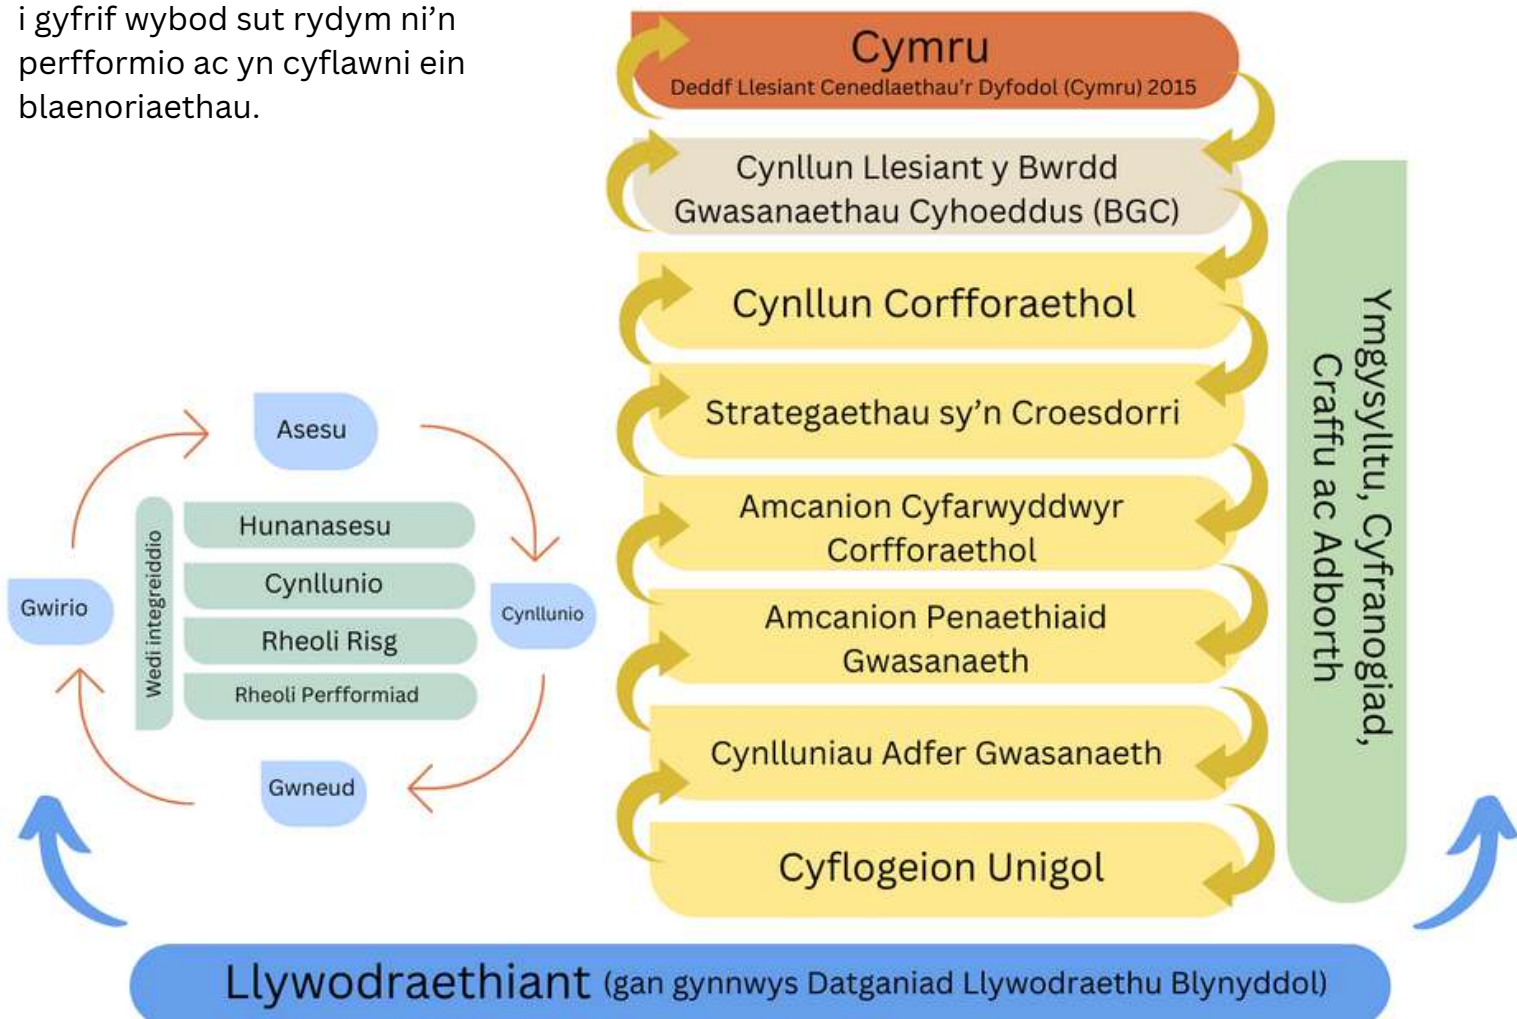 i gyfrif wybod sut rydym ni’n
perfformio ac yn cyflawni ein
blaenoriaethau.
Cymru
Deddf Llesiant Cenedlaethau'r Dyfodol (Cymru) 2015
Cynllun Llesiant y Bwrdd
Gwasanaethau Cyhoeddus (BGC)
Cynllun Corfforaethol
Strategaethau sy’n Croesdorri
Amcanion Cyfarwyddwyr
Corfforaethol
Amcanion Penaethiaid
Gwasanaeth
Cynlluniau Adfer Gwasanaeth
Cyflogeion Unigol
Ymgysylltu, Cyfranogiad,
Craffu ac Adborth
Asesu
Cynllunio
Gwneud
Gwirio
Wedi integreiddio
Hunanasesu
Cynllunio
Rheoli Risg
Rheoli Perfformiad
Llywodraethiant (gan gynnwys Datganiad Llywodraethu Blynyddol)